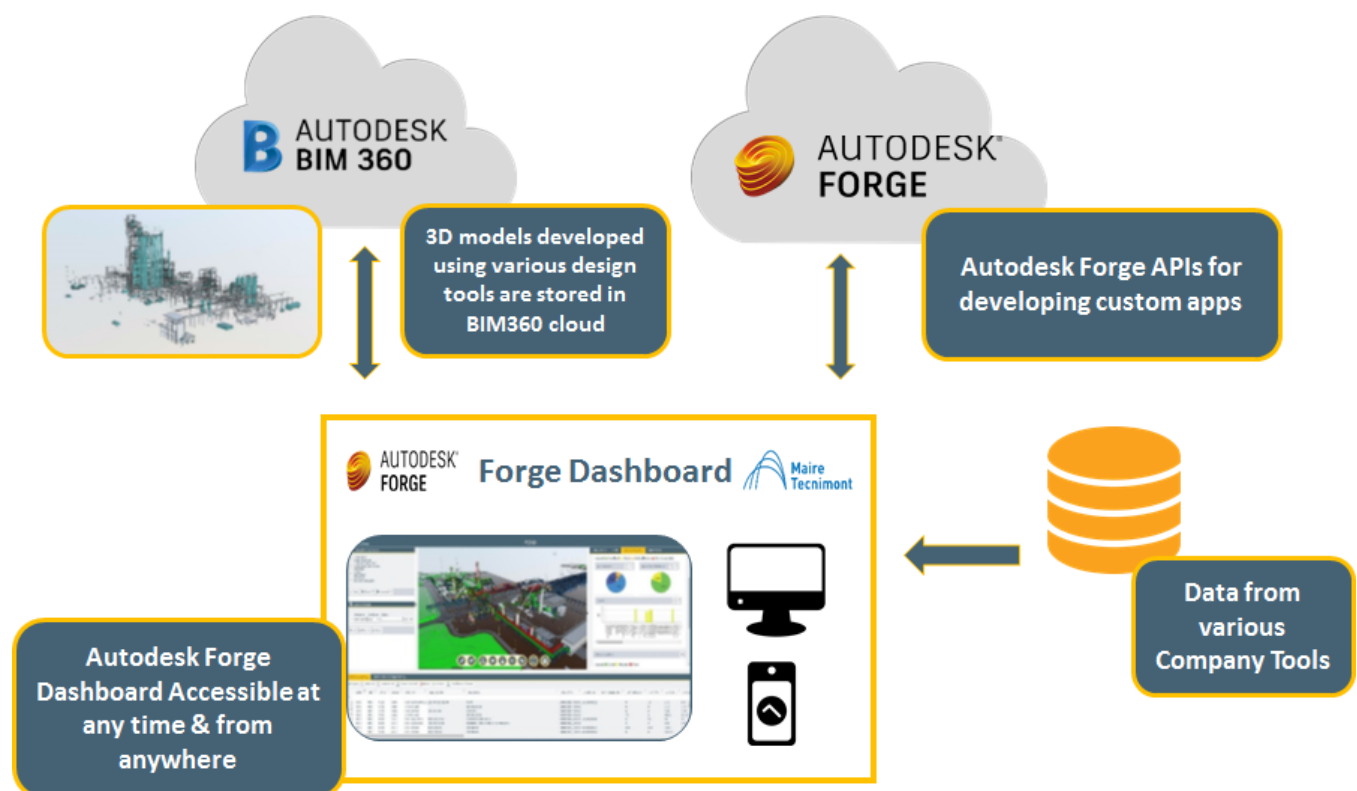 AUTODESK
BIM 360
AUTODESK®
FORGE
3D models developed
using various design
tools are stored in
BIM360 cloud
Autodesk Forge APIs for
developing custom apps
AUTODESK®
FORGE
Forge Dashboard
Maire
Tecnimont
Data from
various
Company Tools
Autodesk Forge
Dashboard Accessible at
any time & from
anywhere